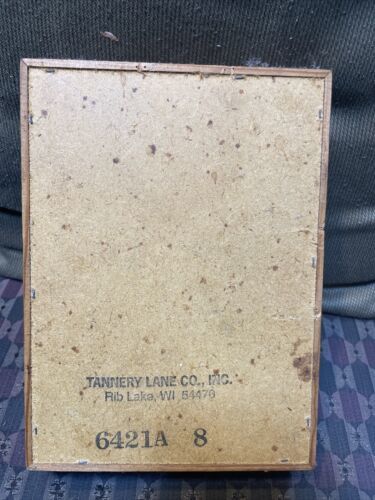 TANNERY LANE CO., INC.
Rib Lake, WI 54470
6421A 8